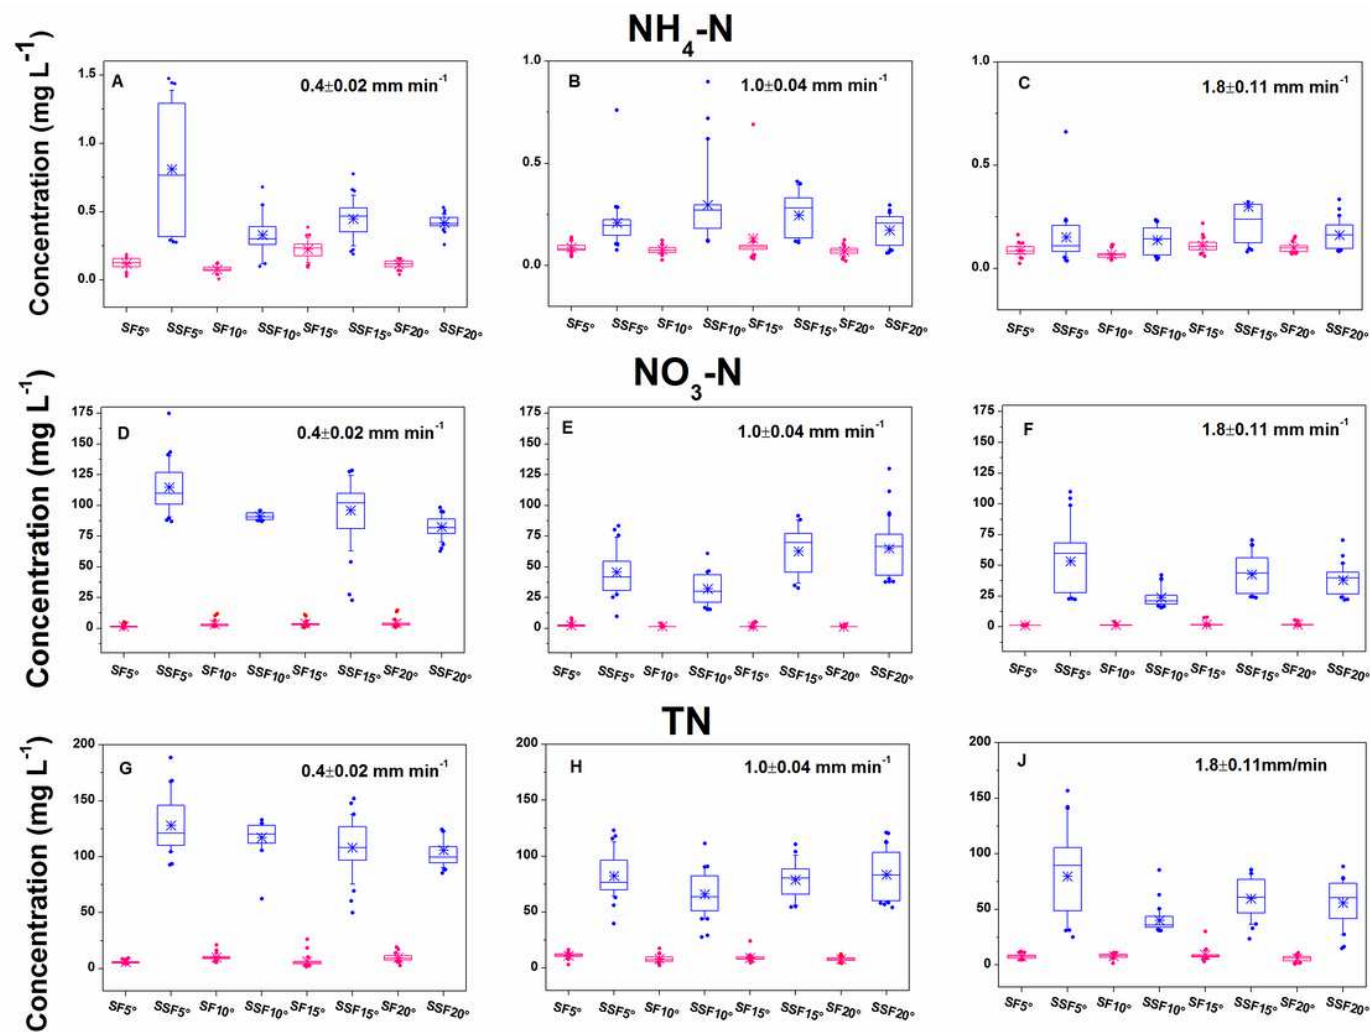 NH₄-N
Concentration (mg L⁻¹)
A
0.4±0.02 mm min⁻¹
1.5
1.0
0.5
0.0
SF5° SSF5° SF10° SSF10° SF15° SSF15° SF20° SSF20°
B
1.0±0.04 mm min⁻¹
1.0
0.5
0.0
SF5° SSF5° SF10° SSF10° SF15° SSF15° SF20° SSF20°
C
1.8±0.11 mm min⁻¹
1.0
0.5
0.0
SF5° SSF5° SF10° SSF10° SF15° SSF15° SF20° SSF20°
NO₃-N
Concentration (mg L⁻¹)
D
0.4±0.02 mm min⁻¹
175
150
125
100
75
50
25
0
SF5° SSF5° SF10° SSF10° SF15° SSF15° SF20° SSF20°
E
1.0±0.04 mm min⁻¹
175
150
125
100
75
50
25
0
SF5° SSF5° SF10° SSF10° SF15° SSF15° SF20° SSF20°
F
1.8±0.11 mm min⁻¹
175
150
125
100
75
50
25
0
SF5° SSF5° SF10° SSF10° SF15° SSF15° SF20° SSF20°
TN
Concentration (mg L⁻¹)
G
0.4±0.02 mm min⁻¹
200
150
100
50
0
SF5° SSF5° SF10° SSF10° SF15° SSF15° SF20° SSF20°
H
1.0±0.04 mm min⁻¹
200
150
100
50
0
SF5° SSF5° SF10° SSF10° SF15° SSF15° SF20° SSF20°
J
1.8±0.11mm/min
200
150
100
50
0
SF5° SSF5° SF10° SSF10° SF15° SSF15° SF20° SSF20°